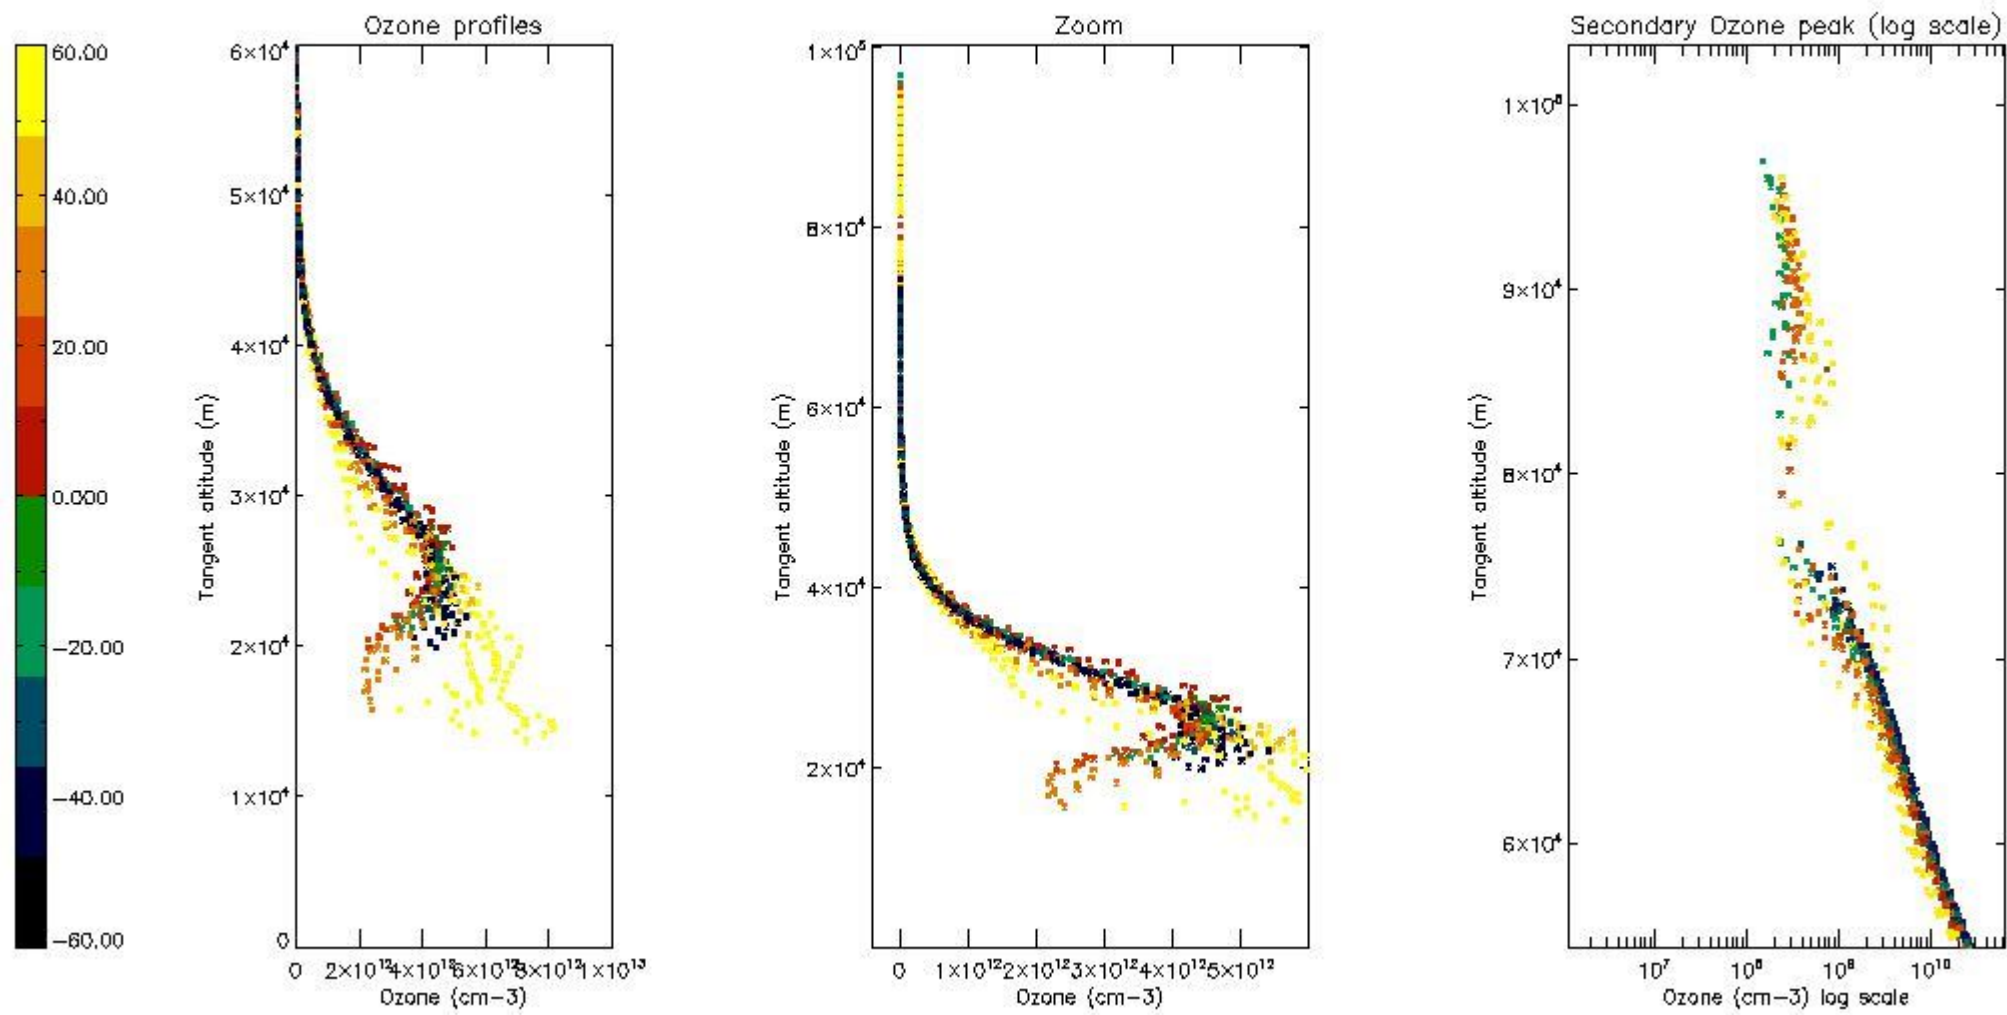 Ozone profiles
Zoom
Secondary Ozone peak (log scale)
60.00
40.00
20.00
0.000
−20.00
−40.00
−60.00
6×10⁴
5×10⁴
4×10⁴
3×10⁴
2×10⁴
1×10⁴
0
Tangent altitude (m)
0 2×10¹² 4×10¹² 6×10¹² 8×10¹² 1×10¹³
Ozone (cm−3)
1×10⁵
8×10⁴
6×10⁴
4×10⁴
2×10⁴
Tangent altitude (m)
0 1×10¹² 2×10¹² 3×10¹² 4×10¹² 5×10¹²
Ozone (cm−3)
1×10⁵
9×10⁴
8×10⁴
7×10⁴
6×10⁴
Tangent altitude (m)
10⁷ 10⁸ 10⁹ 10¹⁰
Ozone (cm−3) log scale